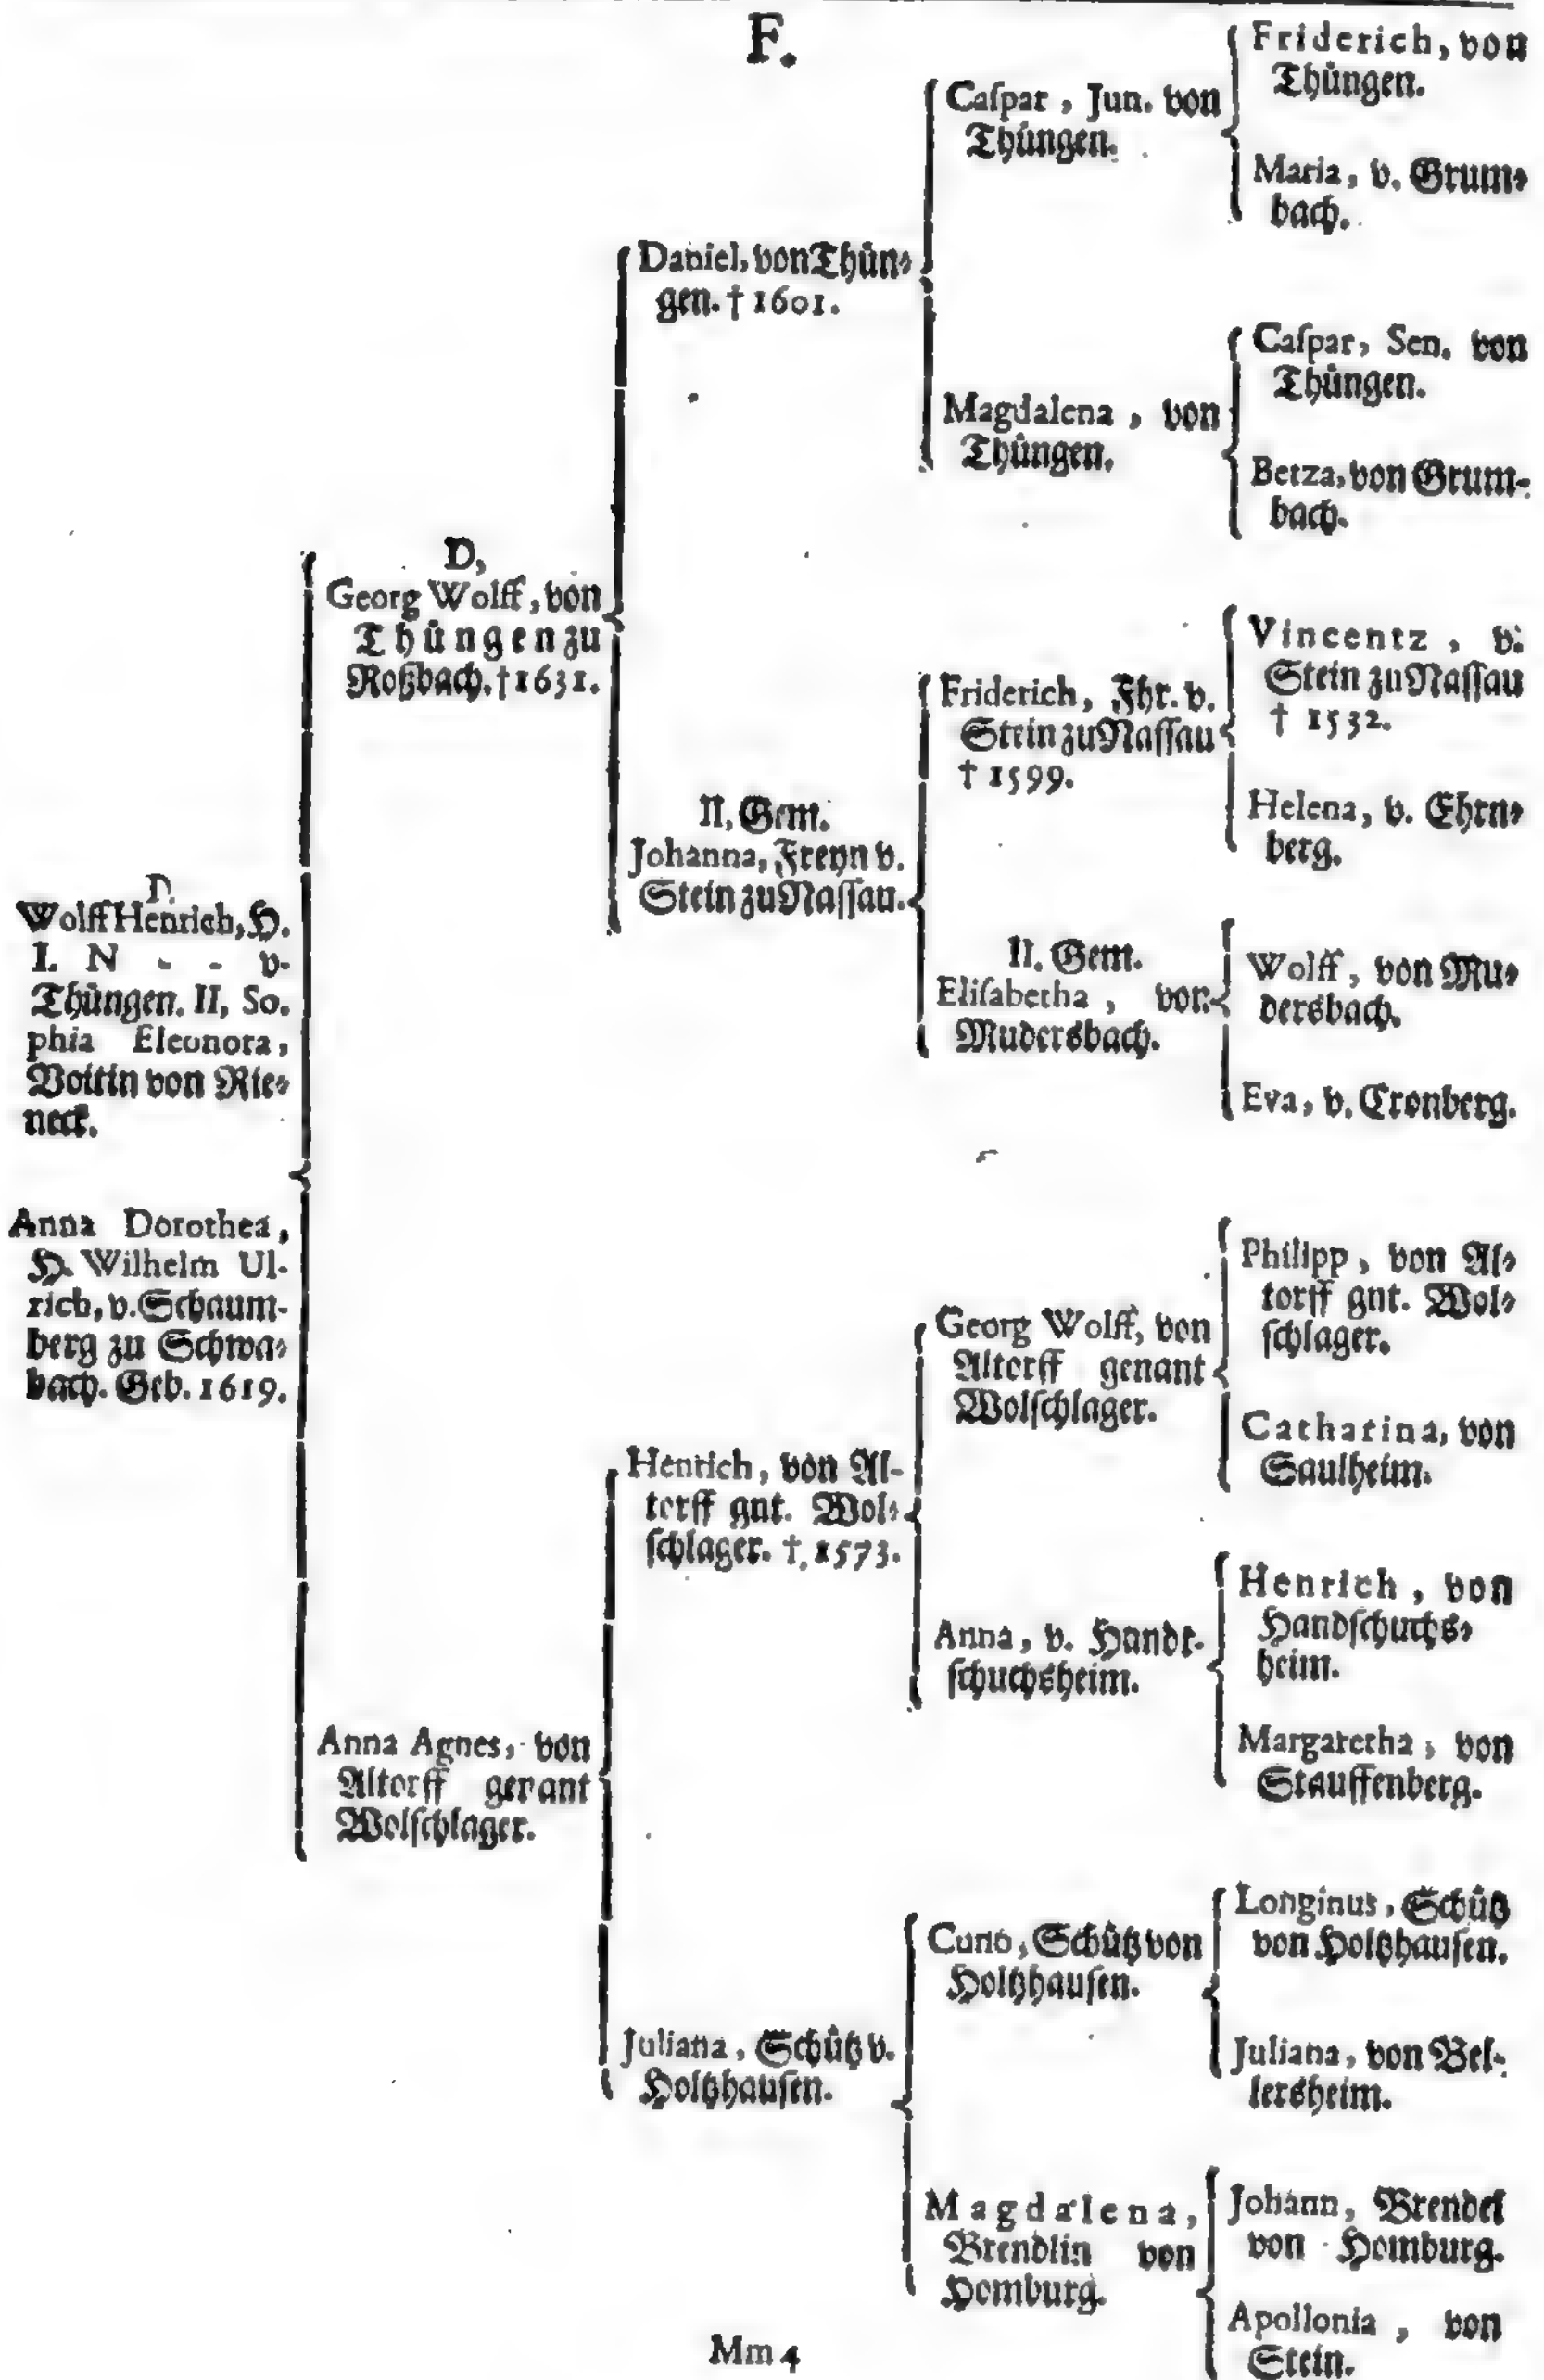 F.
D.
Wolff Henrich, H.
I. N - - v.
Thüngen. II, So-
phia Eleonora,
Voitin von Rie-
neck.
Anna Dorothea,
H. Wilhelm Ul-
rich, v. Schaum-
berg zu Schwa-
bach. Geb. 1619.
D,
Georg Wolff, von
Thüngen zu
Roßbach. † 1631.
Anna Agnes, von
Altorff genant
Wolschlager.
Daniel, von Thün-
gen. † 1601.
II. Gem.
Johanna, Freyn v.
Stein zu Nassau.
Henrich, von Al-
torff gnt. Wol-
schlager. †. 1573.
Juliana, Schütz v.
Holtzhausen.
Caspar, Jun. von
Thüngen.
Magdalena, von
Thüngen.
Friderich, Fhr. v.
Stein zu Nassau
† 1599.
II. Gem.
Elisabetha, von
Mudersbach.
Georg Wolff, von
Altorff genant
Wolschlager.
Anna, v. Handt-
schuchsheim.
Cuno, Schütz von
Holtzhausen.
Magdalena,
Brendlin von
Homburg.
Friderich, von
Thüngen.
Maria, v. Grum-
bach.
Caspar, Sen. von
Thüngen.
Betza, von Grum-
bach.
Vincentz, v.
Stein zu Nassau
† 1532.
Helena, v. Ehrn-
berg.
Wolff, von Mu-
dersbach.
Eva, v. Cronberg.
Philipp, von Al-
torff gnt. Wol-
schlager.
Catharina, von
Saulheim.
Henrich, von
Handschuchs-
heim.
Margaretha, von
Stauffenberg.
Longinus, Schütz
von Holtzhausen.
Juliana, von Bel-
lersheim.
Johann, Brendel
von Homburg.
Apollonia, von
Stein.
Mm 4